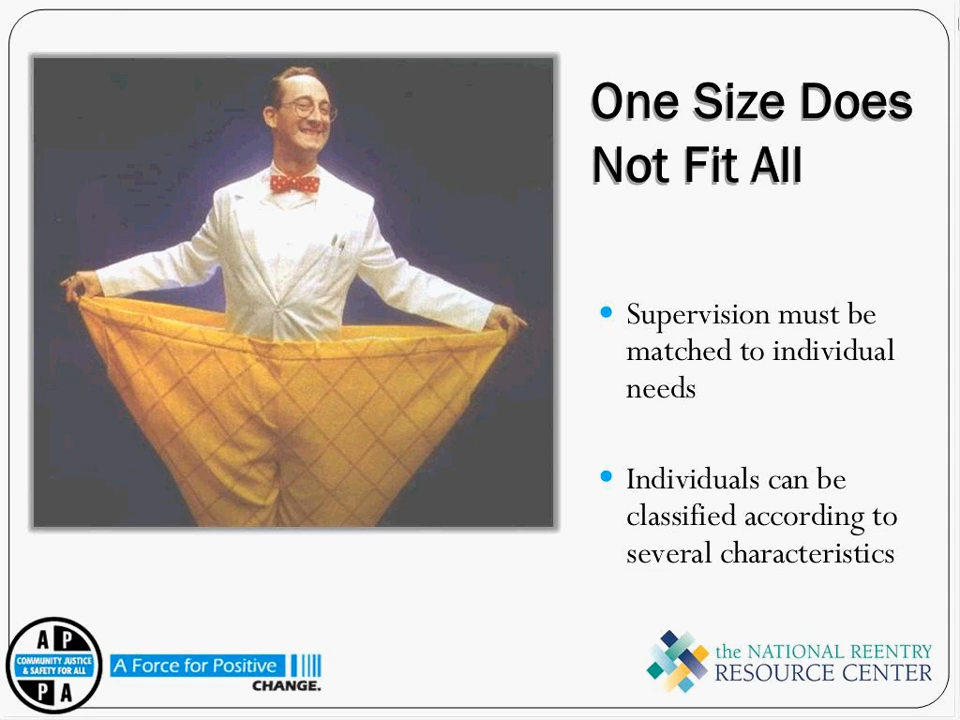 One Size Does
Not Fit All
Supervision must be
matched to individual
needs
Individuals can be
classified according to
several characteristics
A P
COMMUNITY JUSTICE
& SAFETY FOR ALL
P A
A Force for Positive
CHANGE.
the NATIONAL REENTRY
RESOURCE CENTER